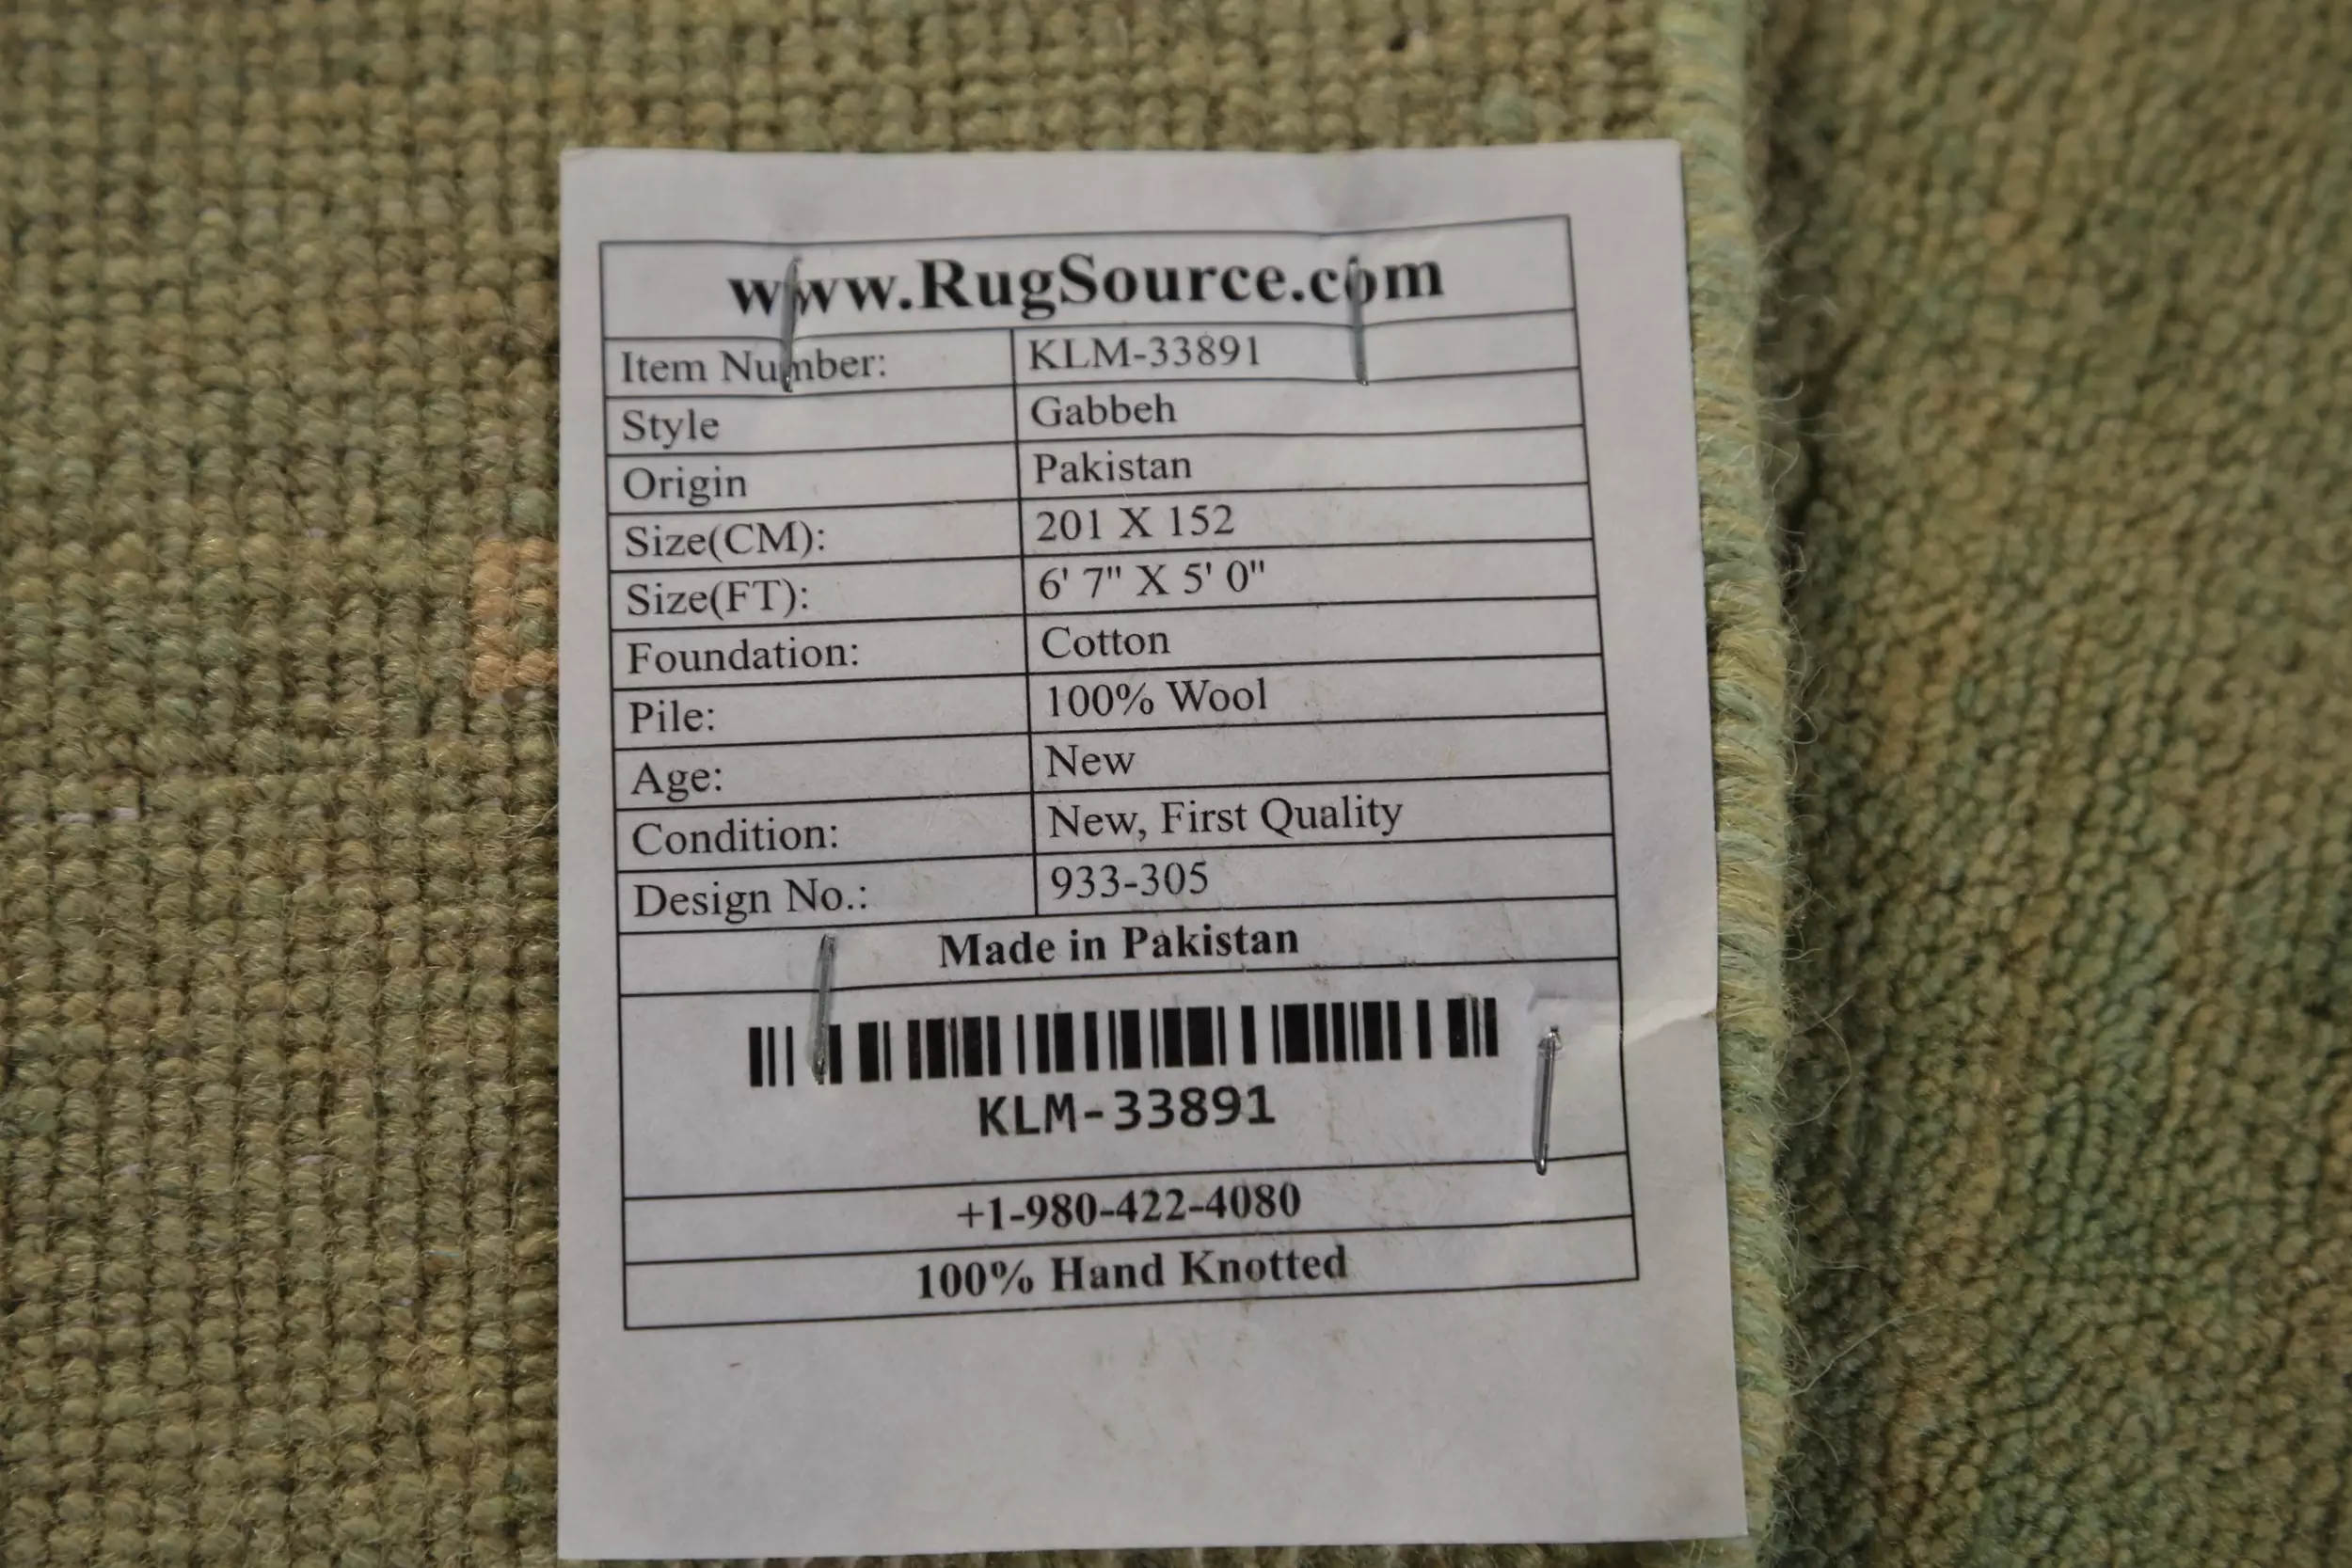 www.RugSource.com
Item Number: KLM-33891
Style Gabbeh
Origin Pakistan
Size(CM): 201 X 152
Size(FT): 6' 7" X 5' 0"
Foundation: Cotton
Pile: 100% Wool
Age: New
Condition: New, First Quality
Design No.: 933-305
Made in Pakistan
KLM-33891
+1-980-422-4080
100% Hand Knotted